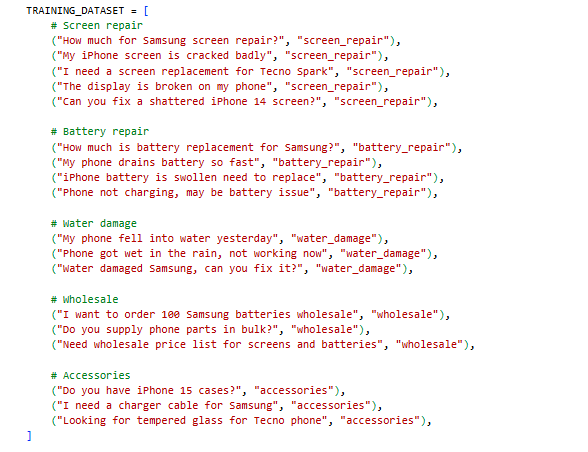 TRAINING_DATASET = [
    # Screen repair
    ("How much for Samsung screen repair?", "screen_repair"),
    ("My iPhone screen is cracked badly", "screen_repair"),
    ("I need a screen replacement for Tecno Spark", "screen_repair"),
    ("The display is broken on my phone", "screen_repair"),
    ("Can you fix a shattered iPhone 14 screen?", "screen_repair"),

    # Battery repair
    ("How much is battery replacement for Samsung?", "battery_repair"),
    ("My phone drains battery so fast", "battery_repair"),
    ("iPhone battery is swollen need to replace", "battery_repair"),
    ("Phone not charging, may be battery issue", "battery_repair"),

    # Water damage
    ("My phone fell into water yesterday", "water_damage"),
    ("Phone got wet in the rain, not working now", "water_damage"),
    ("Water damaged Samsung, can you fix it?", "water_damage"),

    # Wholesale
    ("I want to order 100 Samsung batteries wholesale", "wholesale"),
    ("Do you supply phone parts in bulk?", "wholesale"),
    ("Need wholesale price list for screens and batteries", "wholesale"),

    # Accessories
    ("Do you have iPhone 15 cases?", "accessories"),
    ("I need a charger cable for Samsung", "accessories"),
    ("Looking for tempered glass for Tecno phone", "accessories"),
]